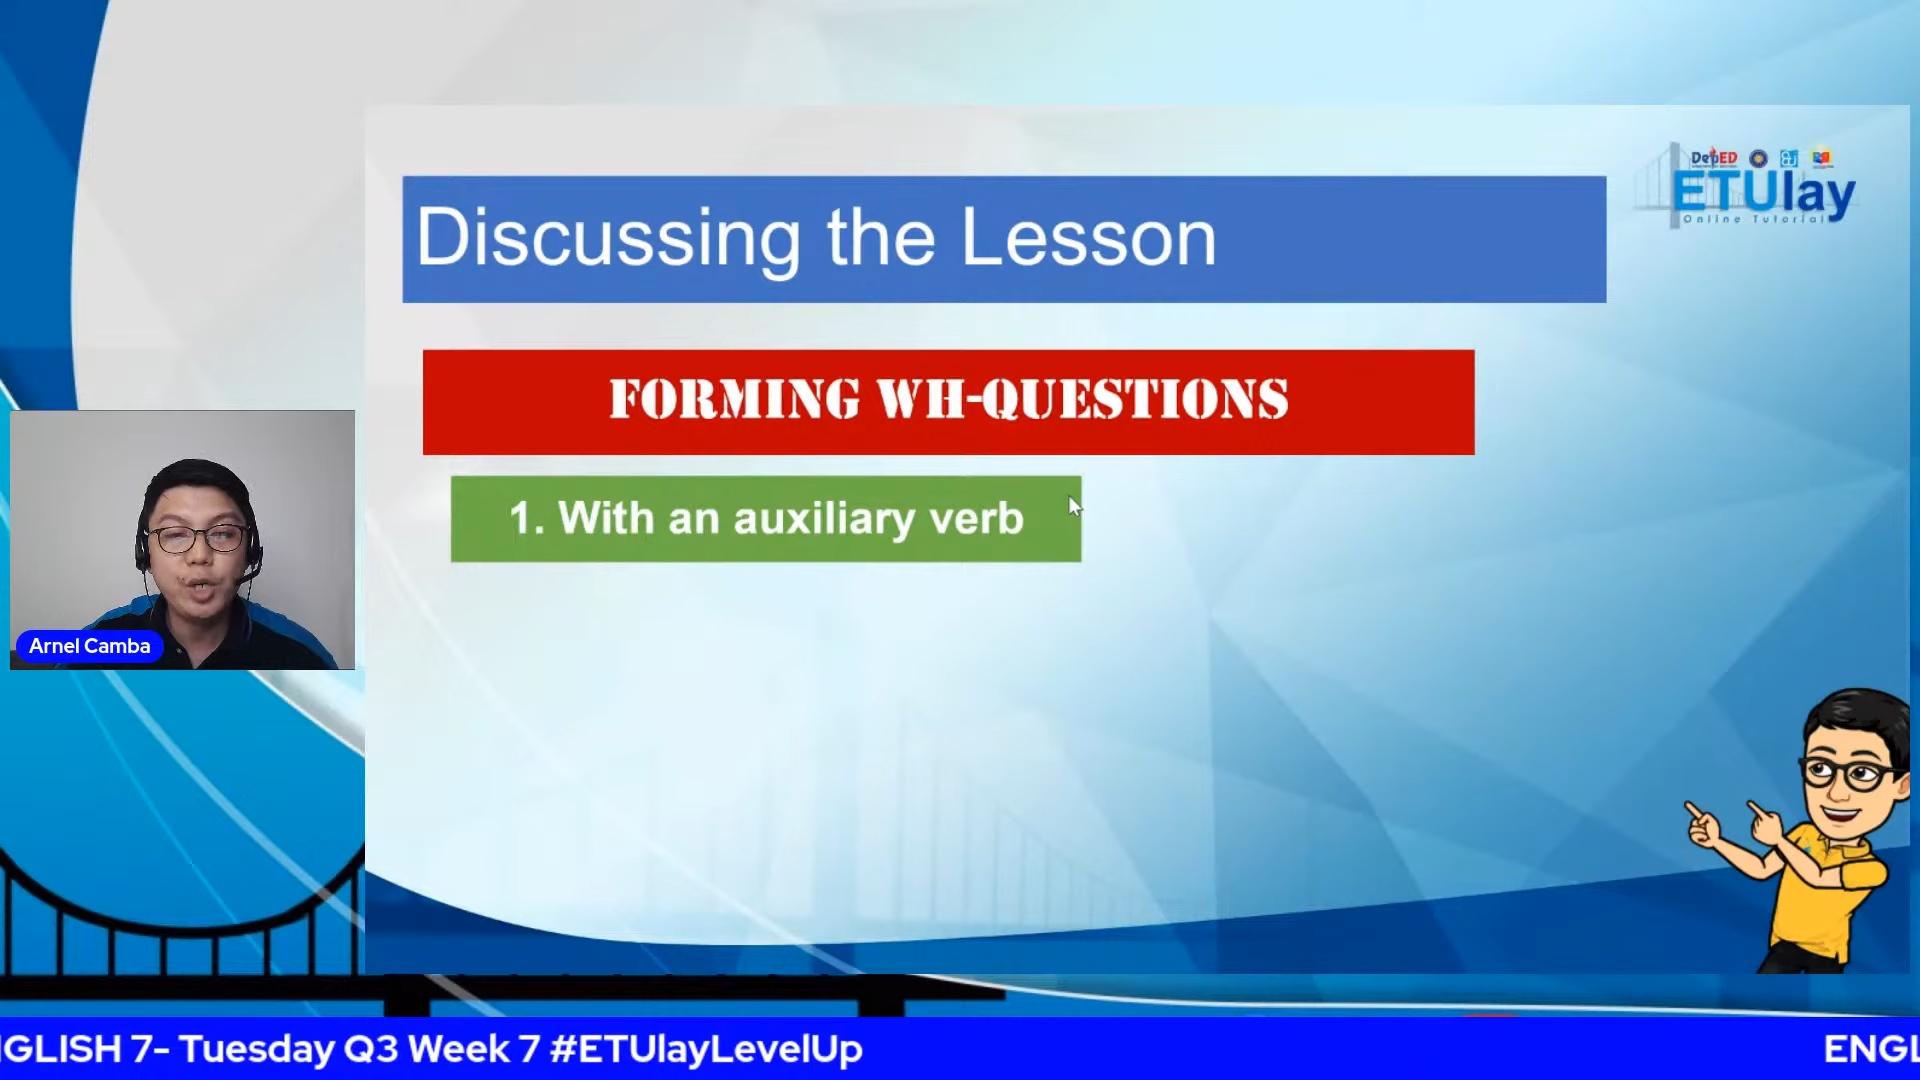 DepED
ETUlay
Online Tutorial
Discussing the Lesson
FORMING WH-QUESTIONS
1. With an auxiliary verb
Arnel Camba
NGLISH 7- Tuesday Q3 Week 7 #ETUlayLevelUp
ENGL